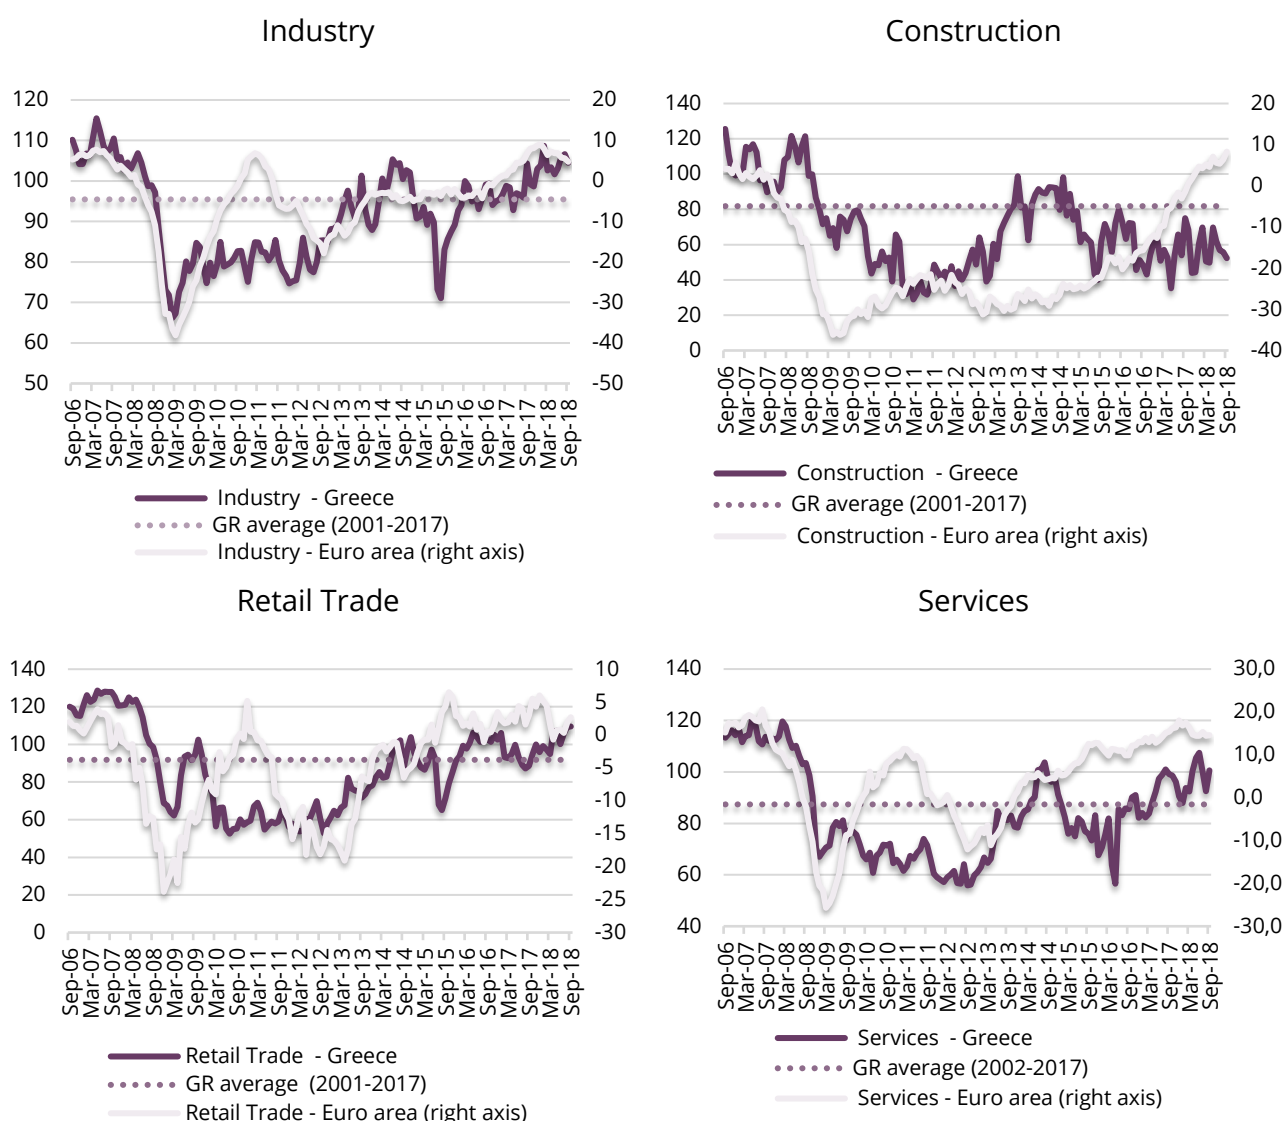 Industry
120
110
100
90
80
70
60
50
20
10
0
-10
-20
-30
-40
-50
Sep-06
Mar-07
Sep-07
Mar-08
Sep-08
Mar-09
Sep-09
Mar-10
Sep-10
Mar-11
Sep-11
Mar-12
Sep-12
Mar-13
Sep-13
Mar-14
Sep-14
Mar-15
Sep-15
Mar-16
Sep-16
Mar-17
Sep-17
Mar-18
Sep-18
Industry - Greece
GR average (2001-2017)
Industry - Euro area (right axis)
Construction
140
120
100
80
60
40
20
0
20
10
0
-10
-20
-30
-40
Sep-06
Mar-07
Sep-07
Mar-08
Sep-08
Mar-09
Sep-09
Mar-10
Sep-10
Mar-11
Sep-11
Mar-12
Sep-12
Mar-13
Sep-13
Mar-14
Sep-14
Mar-15
Sep-15
Mar-16
Sep-16
Mar-17
Sep-17
Mar-18
Sep-18
Construction - Greece
GR average (2001-2017)
Construction - Euro area (right axis)
Retail Trade
140
120
100
80
60
40
20
0
10
5
0
-5
-10
-15
-20
-25
-30
Sep-06
Mar-07
Sep-07
Mar-08
Sep-08
Mar-09
Sep-09
Mar-10
Sep-10
Mar-11
Sep-11
Mar-12
Sep-12
Mar-13
Sep-13
Mar-14
Sep-14
Mar-15
Sep-15
Mar-16
Sep-16
Mar-17
Sep-17
Mar-18
Sep-18
Retail Trade - Greece
GR average (2001-2017)
Retail Trade - Euro area (right axis)
Services
140
120
100
80
60
40
30,0
20,0
10,0
0,0
-10,0
-20,0
-30,0
Sep-06
Mar-07
Sep-07
Mar-08
Sep-08
Mar-09
Sep-09
Mar-10
Sep-10
Mar-11
Sep-11
Mar-12
Sep-12
Mar-13
Sep-13
Mar-14
Sep-14
Mar-15
Sep-15
Mar-16
Sep-16
Mar-17
Sep-17
Mar-18
Sep-18
Services - Greece
GR average (2002-2017)
Services - Euro area (right axis)